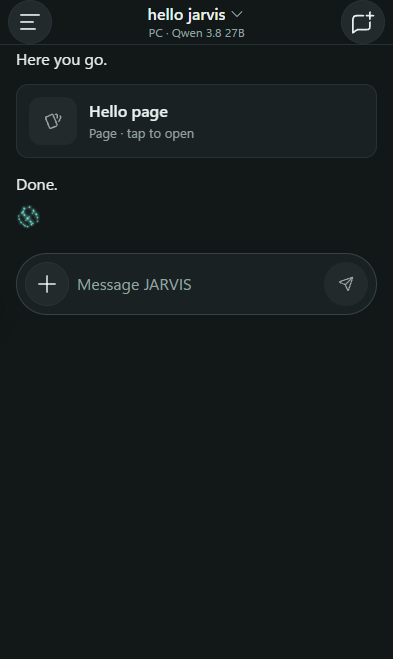 hello jarvis
PC · Qwen 3.8 27B
Here you go.
Hello page
Page · tap to open
Done.
Message JARVIS